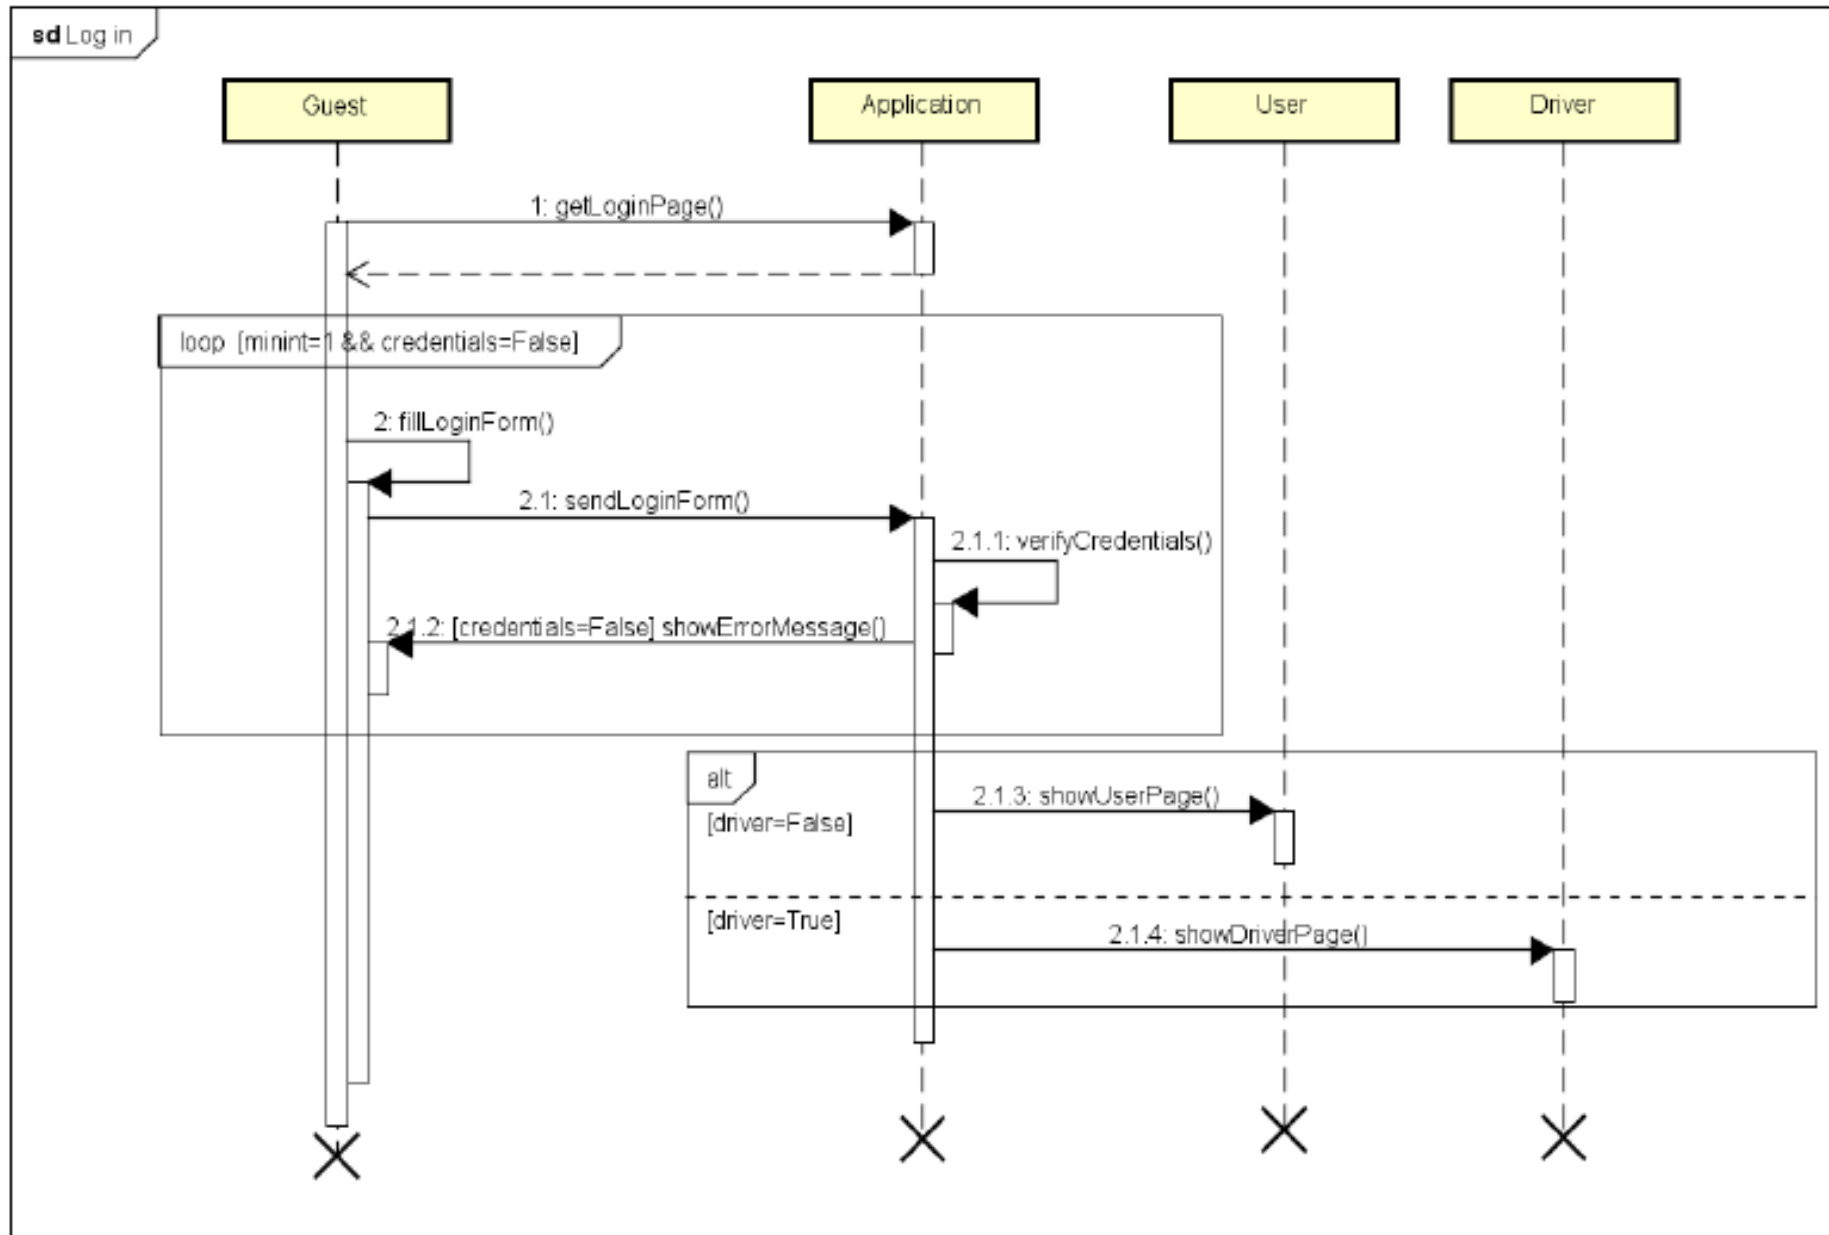 sd Log in
Guest
Application
User
Driver
1: getLoginPage()
loop [minint=1 && credentials=False]
2: fillLoginForm()
2.1: sendLoginForm()
2.1.1: verifyCredentials()
2.1.2: [credentials=False] showErrorMessage()
alt
2.1.3: showUserPage()
[driver=False]
[driver=True]
2.1.4: showDriverPage()